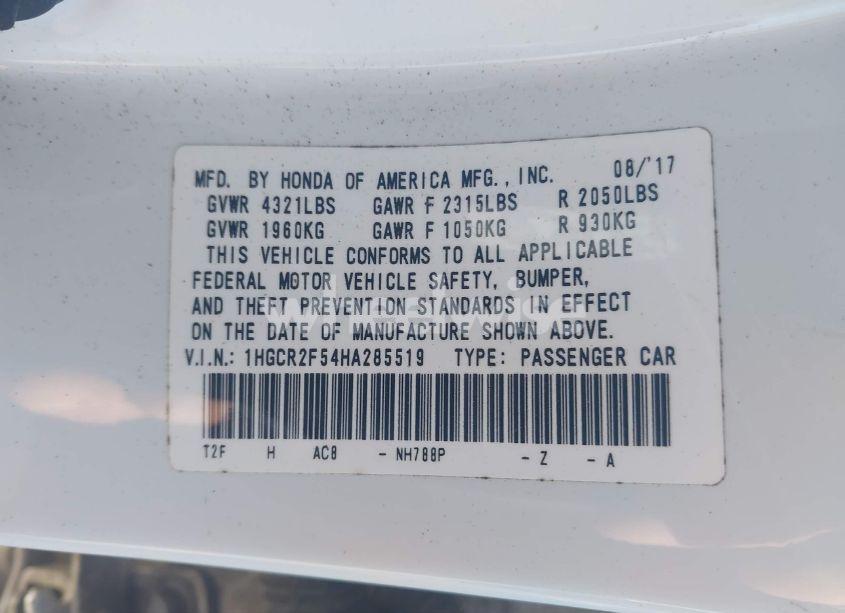 MFD. BY HONDA OF AMERICA MFG., INC. 08/'17
GVWR 4321LBS GAWR F 2315LBS R 2050LBS
GVWR 1960KG GAWR F 1050KG R 930KG
THIS VEHICLE CONFORMS TO ALL APPLICABLE
FEDERAL MOTOR VEHICLE SAFETY, BUMPER,
AND THEFT PREVENTION STANDARDS IN EFFECT
ON THE DATE OF MANUFACTURE SHOWN ABOVE.
V.I.N.: 1HGCR2F54HA285519 TYPE: PASSENGER CAR
T2F H AC8 - NH788P - Z - A